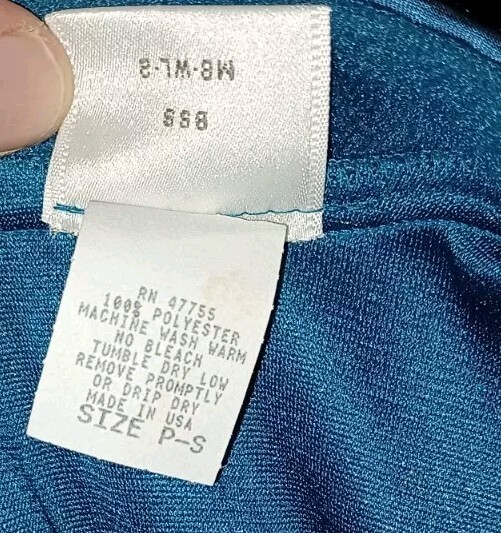 RN 47755
100% POLYESTER
MACHINE WASH WARM
NO BLEACH
TUMBLE DRY LOW
REMOVE PROMPTLY
OR DRIP DRY
MADE IN USA
SIZE P-S